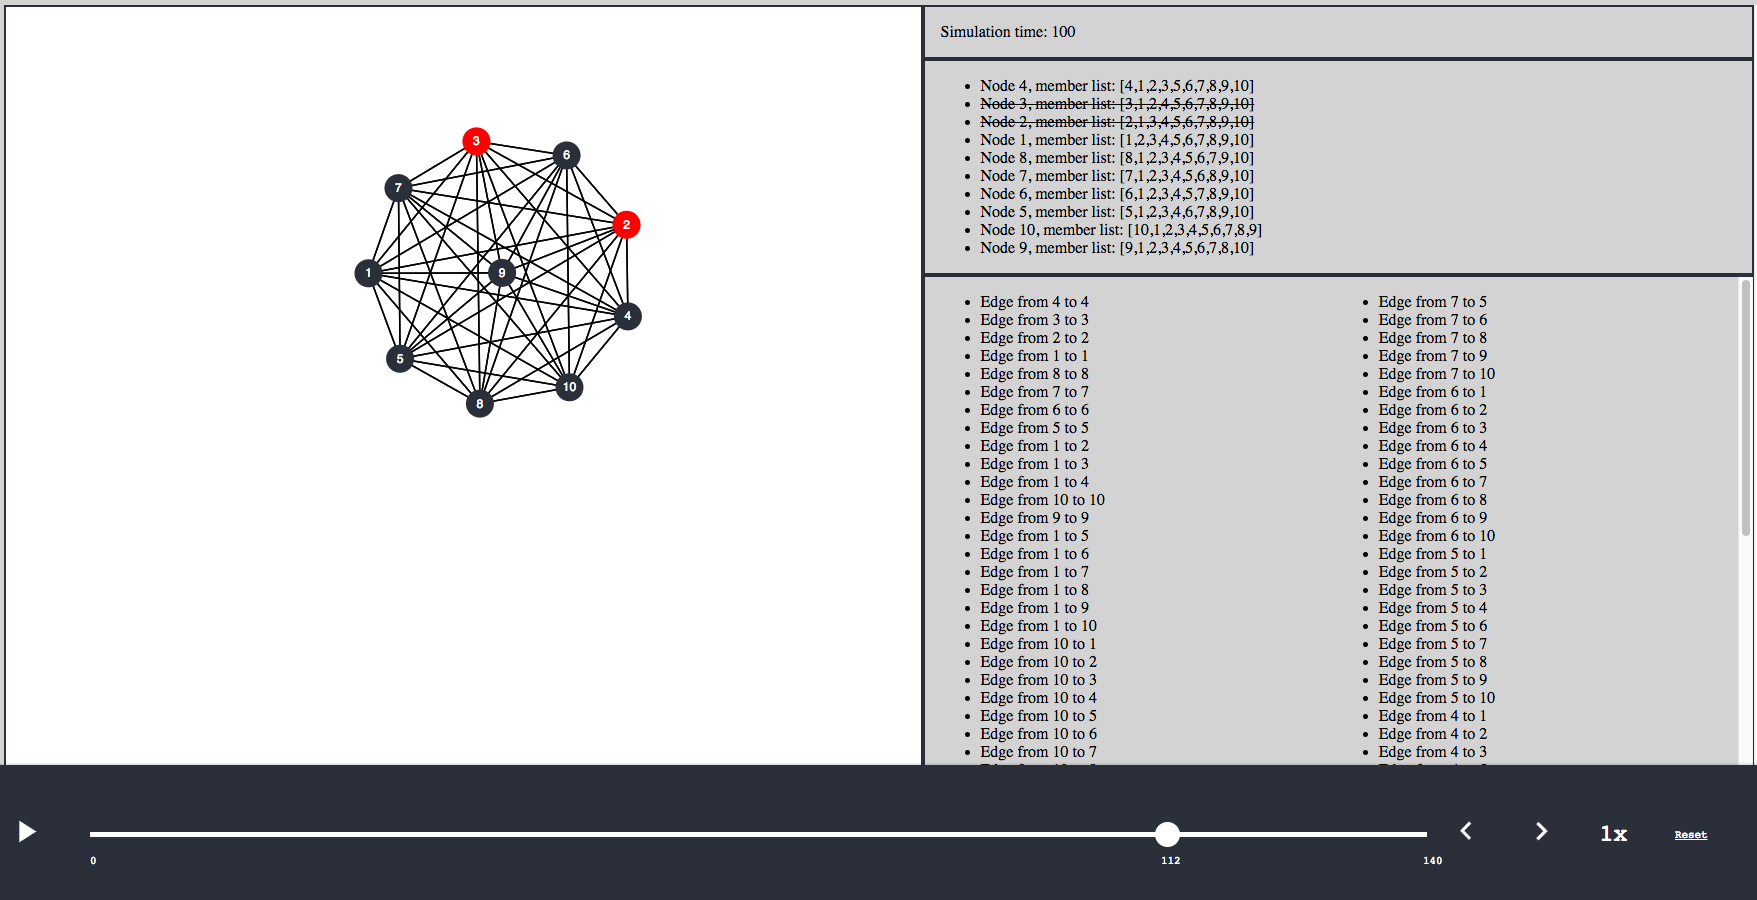 3
6
7
2
1
9
4
5
10
8
Simulation time: 100
Node 4, member list: [4,1,2,3,5,6,7,8,9,10]
Node 3, member list: [3,1,2,4,5,6,7,8,9,10]
Node 2, member list: [2,1,3,4,5,6,7,8,9,10]
Node 1, member list: [1,2,3,4,5,6,7,8,9,10]
Node 8, member list: [8,1,2,3,4,5,6,7,9,10]
Node 7, member list: [7,1,2,3,4,5,6,8,9,10]
Node 6, member list: [6,1,2,3,4,5,7,8,9,10]
Node 5, member list: [5,1,2,3,4,6,7,8,9,10]
Node 10, member list: [10,1,2,3,4,5,6,7,8,9]
Node 9, member list: [9,1,2,3,4,5,6,7,8,10]
Edge from 4 to 4
Edge from 3 to 3
Edge from 2 to 2
Edge from 1 to 1
Edge from 8 to 8
Edge from 7 to 7
Edge from 6 to 6
Edge from 5 to 5
Edge from 1 to 2
Edge from 1 to 3
Edge from 1 to 4
Edge from 10 to 10
Edge from 9 to 9
Edge from 1 to 5
Edge from 1 to 6
Edge from 1 to 7
Edge from 1 to 8
Edge from 1 to 9
Edge from 1 to 10
Edge from 10 to 1
Edge from 10 to 2
Edge from 10 to 3
Edge from 10 to 4
Edge from 10 to 5
Edge from 10 to 6
Edge from 10 to 7
Edge from 7 to 5
Edge from 7 to 6
Edge from 7 to 8
Edge from 7 to 9
Edge from 7 to 10
Edge from 6 to 1
Edge from 6 to 2
Edge from 6 to 3
Edge from 6 to 4
Edge from 6 to 5
Edge from 6 to 7
Edge from 6 to 8
Edge from 6 to 9
Edge from 6 to 10
Edge from 5 to 1
Edge from 5 to 2
Edge from 5 to 3
Edge from 5 to 4
Edge from 5 to 6
Edge from 5 to 7
Edge from 5 to 8
Edge from 5 to 9
Edge from 5 to 10
Edge from 4 to 1
Edge from 4 to 2
Edge from 4 to 3
1x
Reset
0
112
140